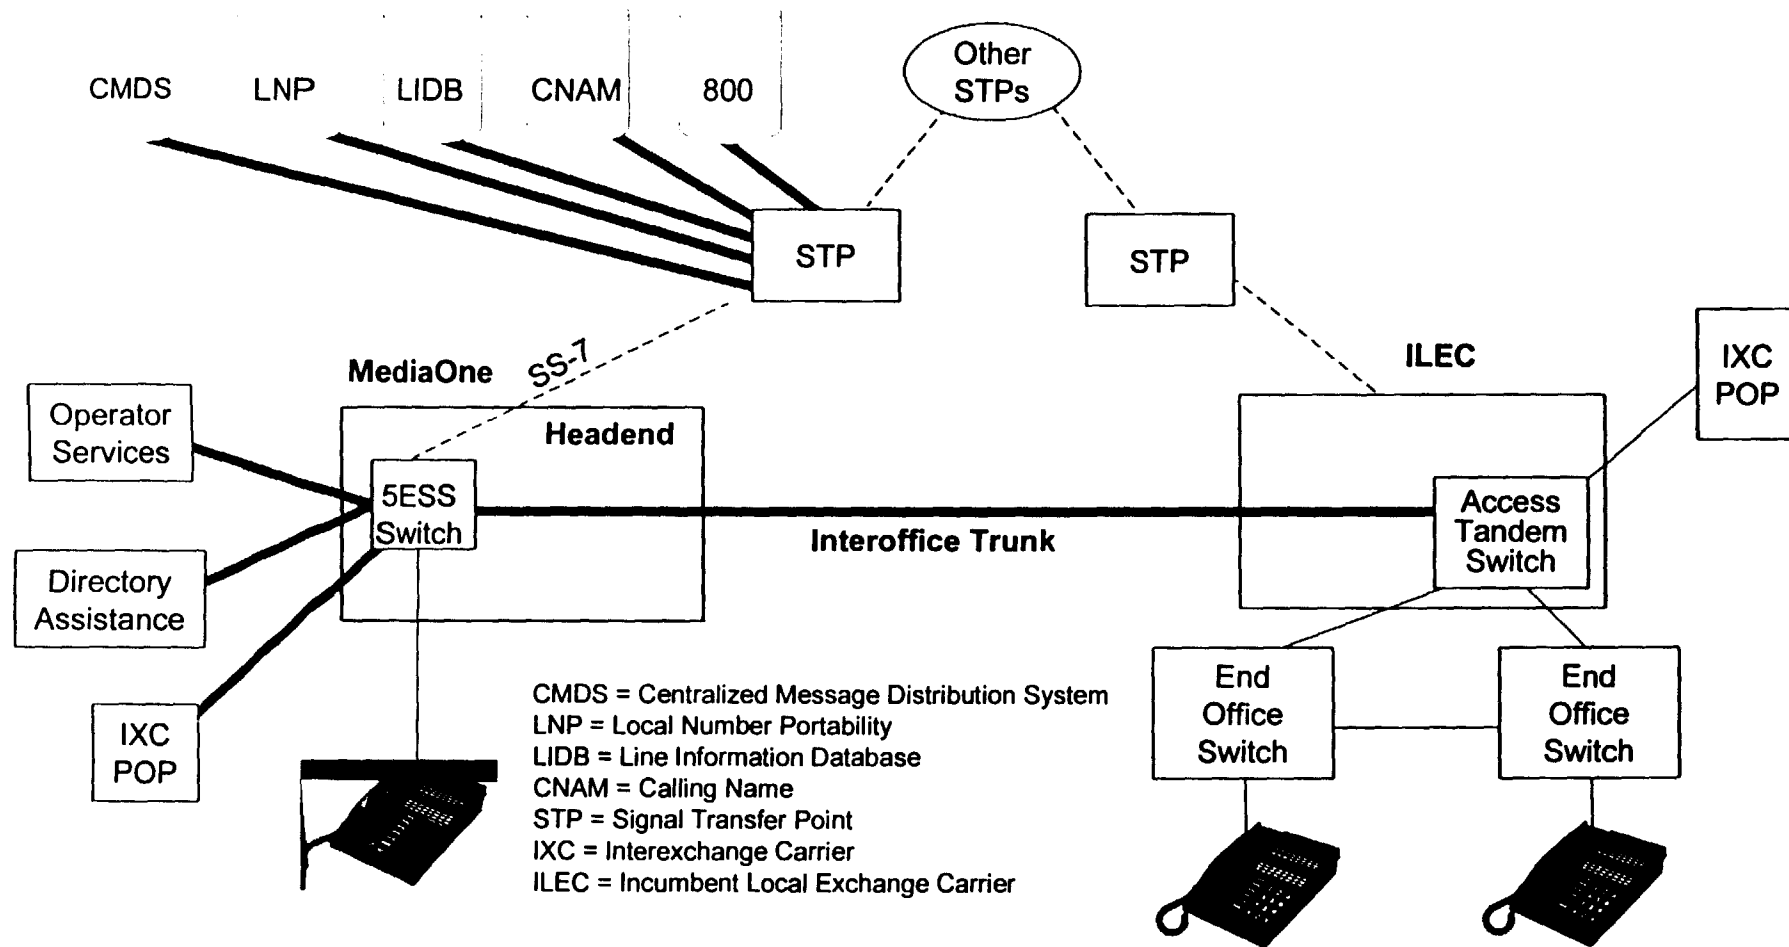 CMDS
LNP
LIDB
CNAM
800
Other
STPs
STP
STP
SS-7
MediaOne
ILEC
IXC
POP
Operator
Services
Headend
5ESS
Switch
Access
Tandem
Switch
Interoffice Trunk
Directory
Assistance
IXC
POP
End
Office
Switch
End
Office
Switch
CMDS = Centralized Message Distribution System
LNP = Local Number Portability
LIDB = Line Information Database
CNAM = Calling Name
STP = Signal Transfer Point
IXC = Interexchange Carrier
ILEC = Incumbent Local Exchange Carrier